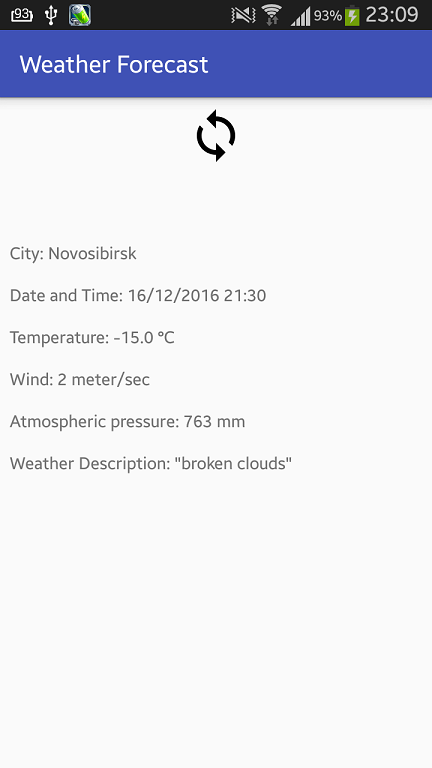 93 93% 23:09
Weather Forecast
City: Novosibirsk
Date and Time: 16/12/2016 21:30
Temperature: -15.0 °C
Wind: 2 meter/sec
Atmospheric pressure: 763 mm
Weather Description: "broken clouds"